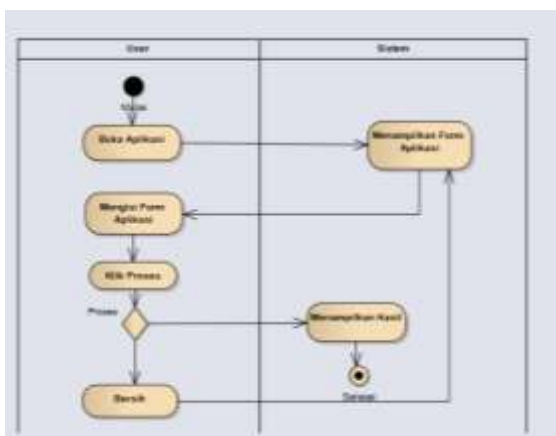 User
Sistem
Mulai
Buka Aplikasi
Menampilkan Form
Aplikasi
Mengisi Form
Aplikasi
Klik Proses
Proses
Menampilkan Hasil
Bersih
Selesai